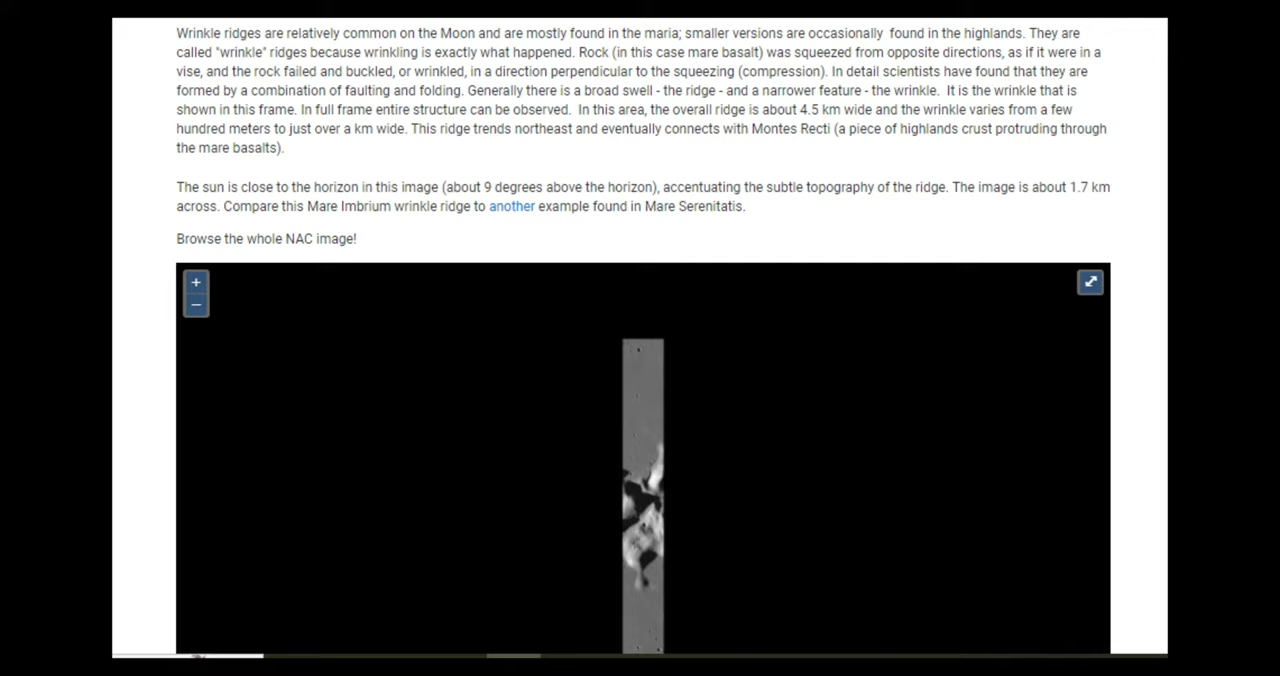 Wrinkle ridges are relatively common on the Moon and are mostly found in the maria; smaller versions are occasionally  found in the highlands. They are
called "wrinkle" ridges because wrinkling is exactly what happened. Rock (in this case mare basalt) was squeezed from opposite directions, as if it were in a
vise, and the rock failed and buckled, or wrinkled, in a direction perpendicular to the squeezing (compression). In detail scientists have found that they are
formed by a combination of faulting and folding. Generally there is a broad swell - the ridge - and a narrower feature - the wrinkle.  It is the wrinkle that is
shown in this frame. In full frame entire structure can be observed.  In this area, the overall ridge is about 4.5 km wide and the wrinkle varies from a few
hundred meters to just over a km wide. This ridge trends northeast and eventually connects with Montes Recti (a piece of highlands crust protruding through
the mare basalts).
The sun is close to the horizon in this image (about 9 degrees above the horizon), accentuating the subtle topography of the ridge. The image is about 1.7 km
across. Compare this Mare Imbrium wrinkle ridge to another example found in Mare Serenitatis.
Browse the whole NAC image!
+
−